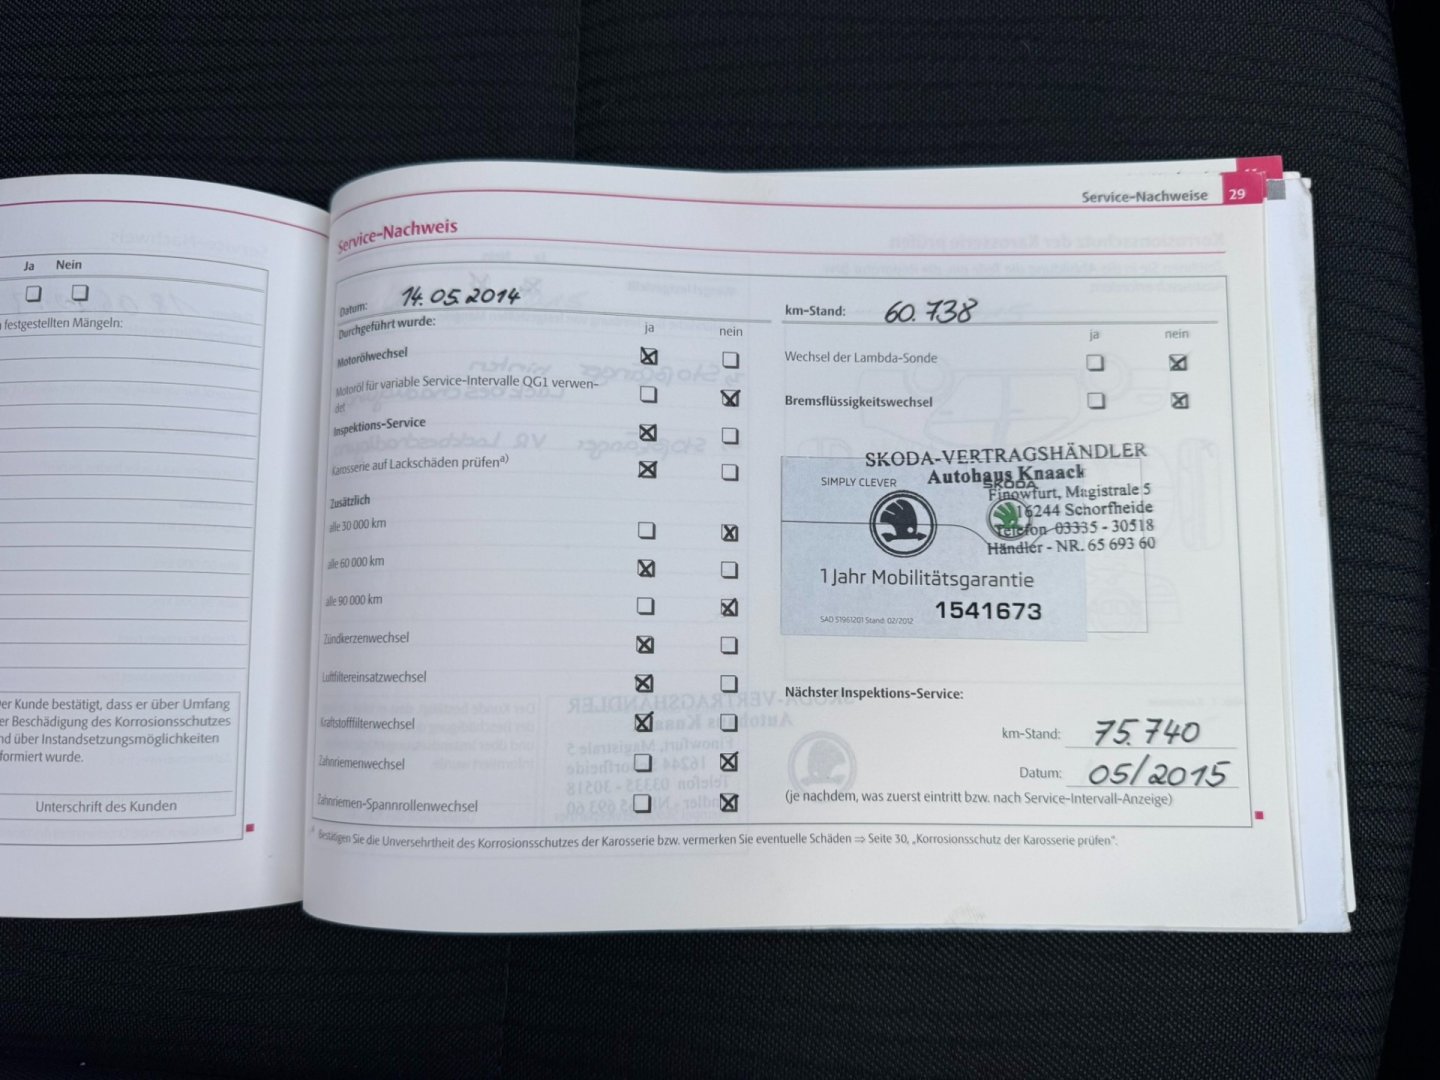 Ja Nein
festgestellten Mängeln:
er Kunde bestätigt, dass er über Umfang
er Beschädigung des Korrosionsschutzes
nd über Instandsetzungsmöglichkeiten
formiert wurde.
Unterschrift des Kunden
Service-Nachweise 29
Service-Nachweis
Datum: 14.05.2014
Durchgeführt wurde:
ja nein
Motorölwechsel
Motoröl für variable Service-Intervalle QG1 verwen-
det
Inspektions-Service
Karosserie auf Lackschäden prüfen a)
Zusätzlich
alle 30 000 km
alle 60 000 km
alle 90 000 km
Zündkerzenwechsel
Luftfiltereinsatzwechsel
Kraftstofffilterwechsel
Zahnriemenwechsel
Zahnriemen-Spannrollenwechsel
km-Stand: 60.738
ja nein
Wechsel der Lambda-Sonde
Bremsflüssigkeitswechsel
SKODA-VERTRAGSHÄNDLER
Autohaus Knaack
Finowfurt, Magistrale 5
16244 Schorfheide
Telefon 03335 - 30518
Händler - NR. 65 693 60
SIMPLY CLEVER
SKODA
1 Jahr Mobilitätsgarantie
1541673
SAD 51961201 Stand: 02/2012
Nächster Inspektions-Service:
km-Stand: 75.740
Datum: 05/2015
(je nachdem, was zuerst eintritt bzw. nach Service-Intervall-Anzeige)
a) Bestätigen Sie die Unversehrtheit des Korrosionsschutzes der Karosserie bzw. vermerken Sie eventuelle Schäden ⇒ Seite 30, „Korrosionsschutz der Karosserie prüfen“.